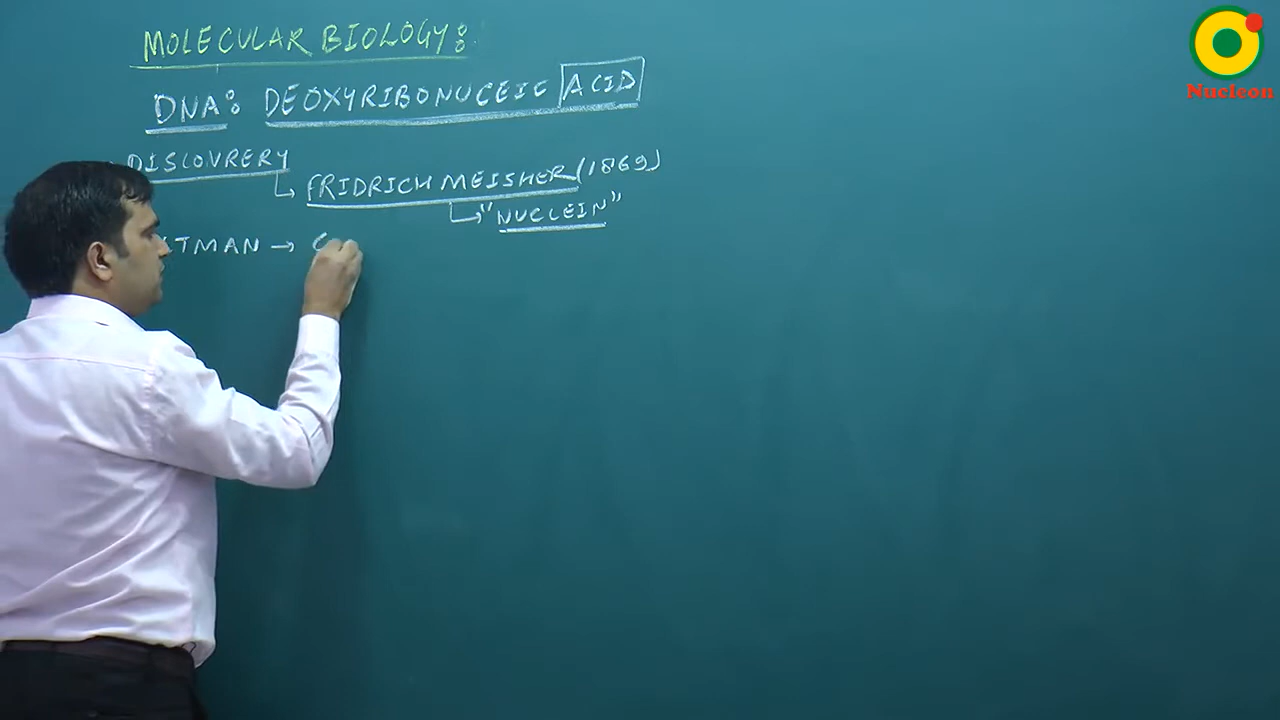 MOLECULAR BIOLOGY:
Nucleon
DNA: DEOXYRIBONUCEIC ACID
DISCOVRERY
FRIDRICH MEISHER (1869)
"NUCLEIN"
TMAN →